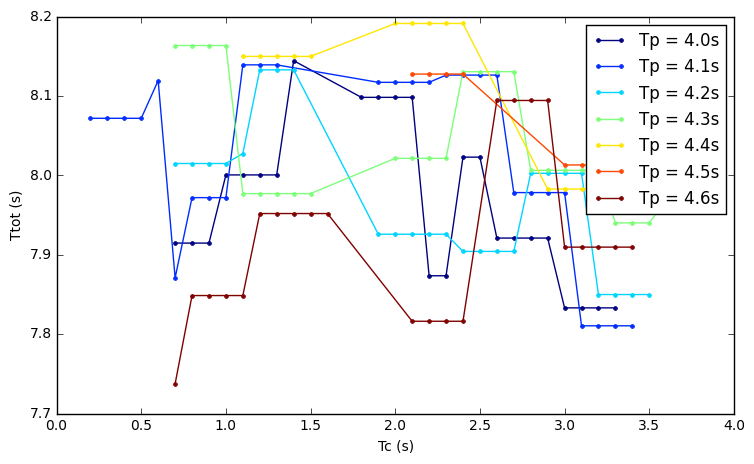 8.2
8.1
8.0
7.9
7.8
7.7
Ttot (s)
0.0 0.5 1.0 1.5 2.0 2.5 3.0 3.5 4.0
Tc (s)
Tp = 4.0s
Tp = 4.1s
Tp = 4.2s
Tp = 4.3s
Tp = 4.4s
Tp = 4.5s
Tp = 4.6s